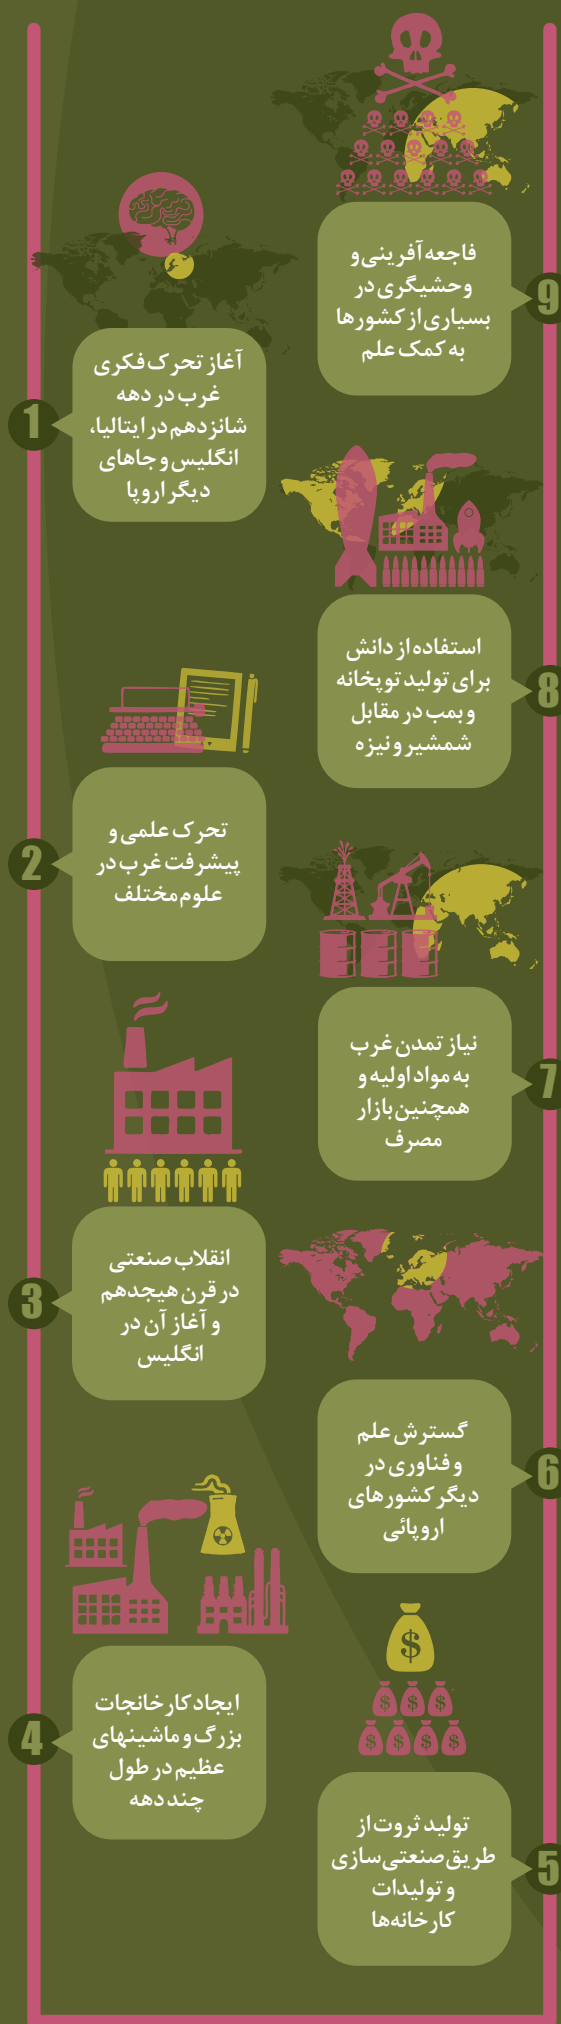 1
آغاز تحرک فکری
غرب در دهه
شانزدهم در ایتالیا،
انگلیس و جاهای
دیگر اروپا
2
تحرک علمی و
پیشرفت غرب در
علوم مختلف
3
انقلاب صنعتی
در قرن هیجدهم
و آغاز آن در
انگلیس
4
ایجاد کارخانجات
بزرگ و ماشینهای
عظیم در طول
چند دهه
$
$ $ $
$ $ $ $
5
تولید ثروت از
طریق صنعتی‌سازی
و تولیدات
کارخانه‌ها
6
گسترش علم
و فناوری در
دیگر کشورهای
اروپائی
7
نیاز تمدن غرب
به مواد اولیه و
همچنین بازار
مصرف
8
استفاده از دانش
برای تولید توپخانه
و بمب در مقابل
شمشیر و نیزه
9
فاجعه‌آفرینی و
وحشیگری در
بسیاری از کشورها
به کمک علم